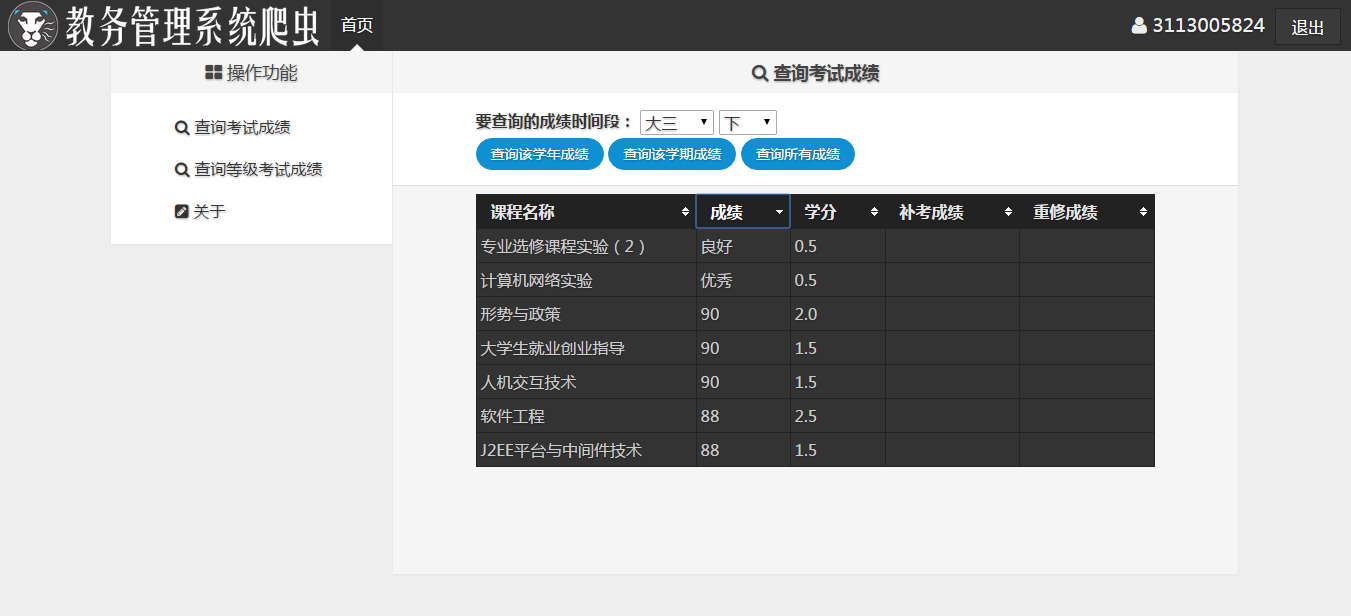 教务管理系统爬虫 首页 3113005824 退出
操作功能
查询考试成绩
查询等级考试成绩
关于
查询考试成绩
要查询的成绩时间段： 大三 下
查询该学年成绩 查询该学期成绩 查询所有成绩
课程名称 成绩 学分 补考成绩 重修成绩
专业选修课程实验（2） 良好 0.5
计算机网络实验 优秀 0.5
形势与政策 90 2.0
大学生就业创业指导 90 1.5
人机交互技术 90 1.5
软件工程 88 2.5
J2EE平台与中间件技术 88 1.5